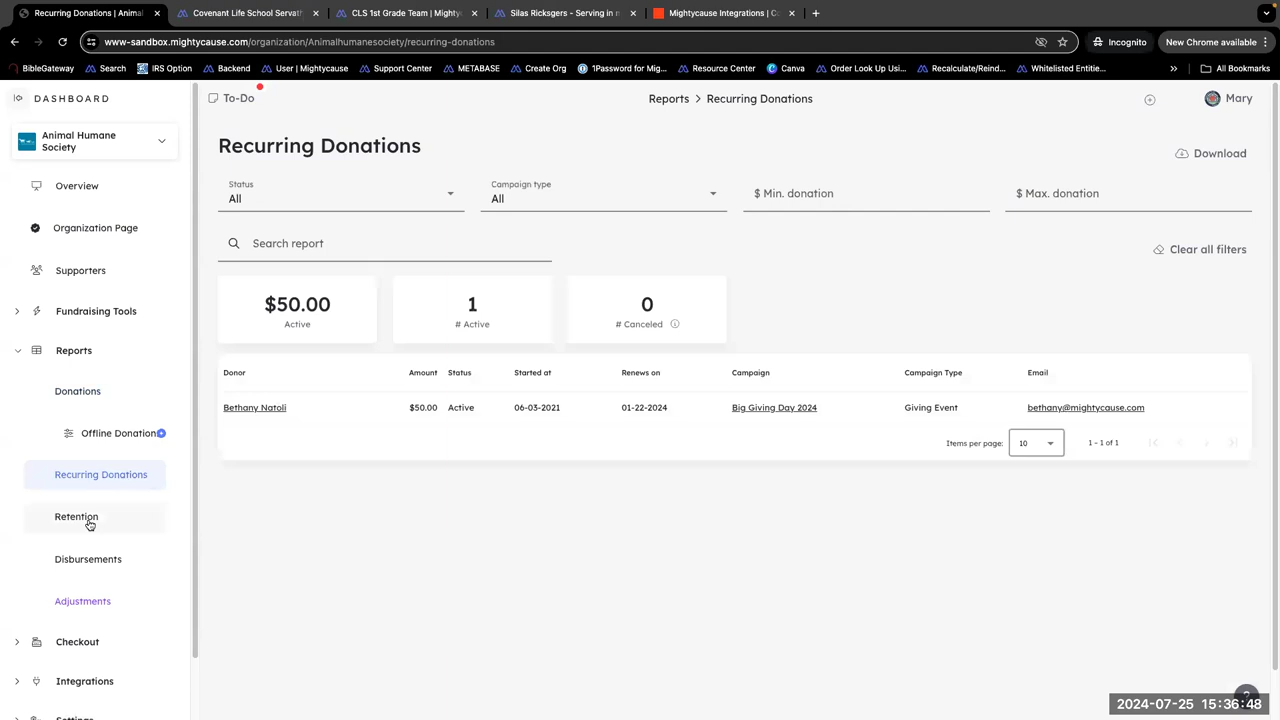 Recurring Donations | Animal
Covenant Life School Servath
CLS 1st Grade Team | Mighty
Silas Ricksgers - Serving in
Mightycause Integrations | C
www-sandbox.mightycause.com/organization/Animalhumanesociety/recurring-donations
Incognito
New Chrome available
BibleGateway
Search
IRS Option
Backend
User | Mightycause
Support Center
METABASE
Create Org
1Password for Mig...
Resource Center
Canva
Order Look Up Usi...
Recalculate/Reind...
Whitelisted Entitie...
»
All Bookmarks
DASHBOARD
To-Do
Reports > Recurring Donations
Mary
Animal Humane
Society
Overview
Organization Page
Supporters
Fundraising Tools
Reports
Donations
Offline Donation
Recurring Donations
Retention
Disbursements
Adjustments
Checkout
Integrations
Settings
Recurring Donations
Download
Status
All
Campaign type
All
$ Min. donation
$ Max. donation
Search report
Clear all filters
$50.00
Active
1
# Active
0
# Canceled
Donor Amount Status Started at Renews on Campaign Campaign Type Email
Bethany Natoli $50.00 Active 06-03-2021 01-22-2024 Big Giving Day 2024 Giving Event bethany@mightycause.com
Items per page: 10 1 - 1 of 1
?
2024-07-25 15:36:48